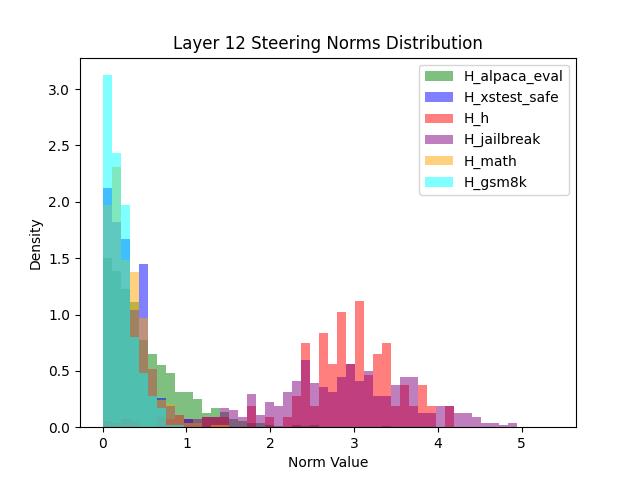 Layer 12 Steering Norms Distribution
H_alpaca_eval
H_xstest_safe
H_h
H_jailbreak
H_math
H_gsm8k
Density
3.0
2.5
2.0
1.5
1.0
0.5
0.0
0 1 2 3 4 5
Norm Value